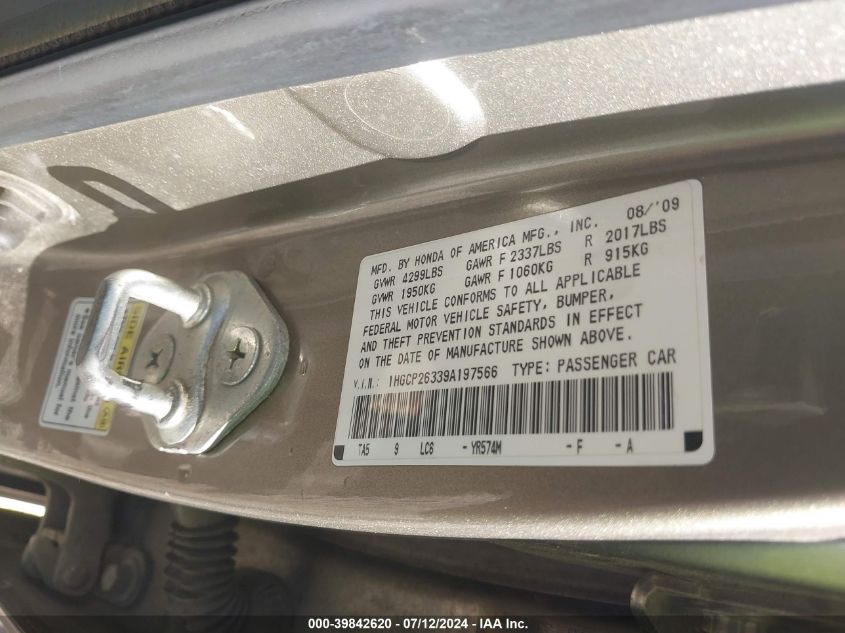 MFD. BY HONDA OF AMERICA MFG., INC. 08/'09
GVWR 4299LBS GAWR F 2337LBS R 2017LBS
GVWR 1950KG GAWR F 1060KG R 915KG
THIS VEHICLE CONFORMS TO ALL APPLICABLE
FEDERAL MOTOR VEHICLE SAFETY, BUMPER,
AND THEFT PREVENTION STANDARDS IN EFFECT
ON THE DATE OF MANUFACTURE SHOWN ABOVE.
V.I.N.: 1HGCP26339A197566 TYPE: PASSENGER CAR
TA5 9 LC6 -YR574M -F -A
SIDE AIR
000-39842620 - 07/12/2024 - IAA Inc.